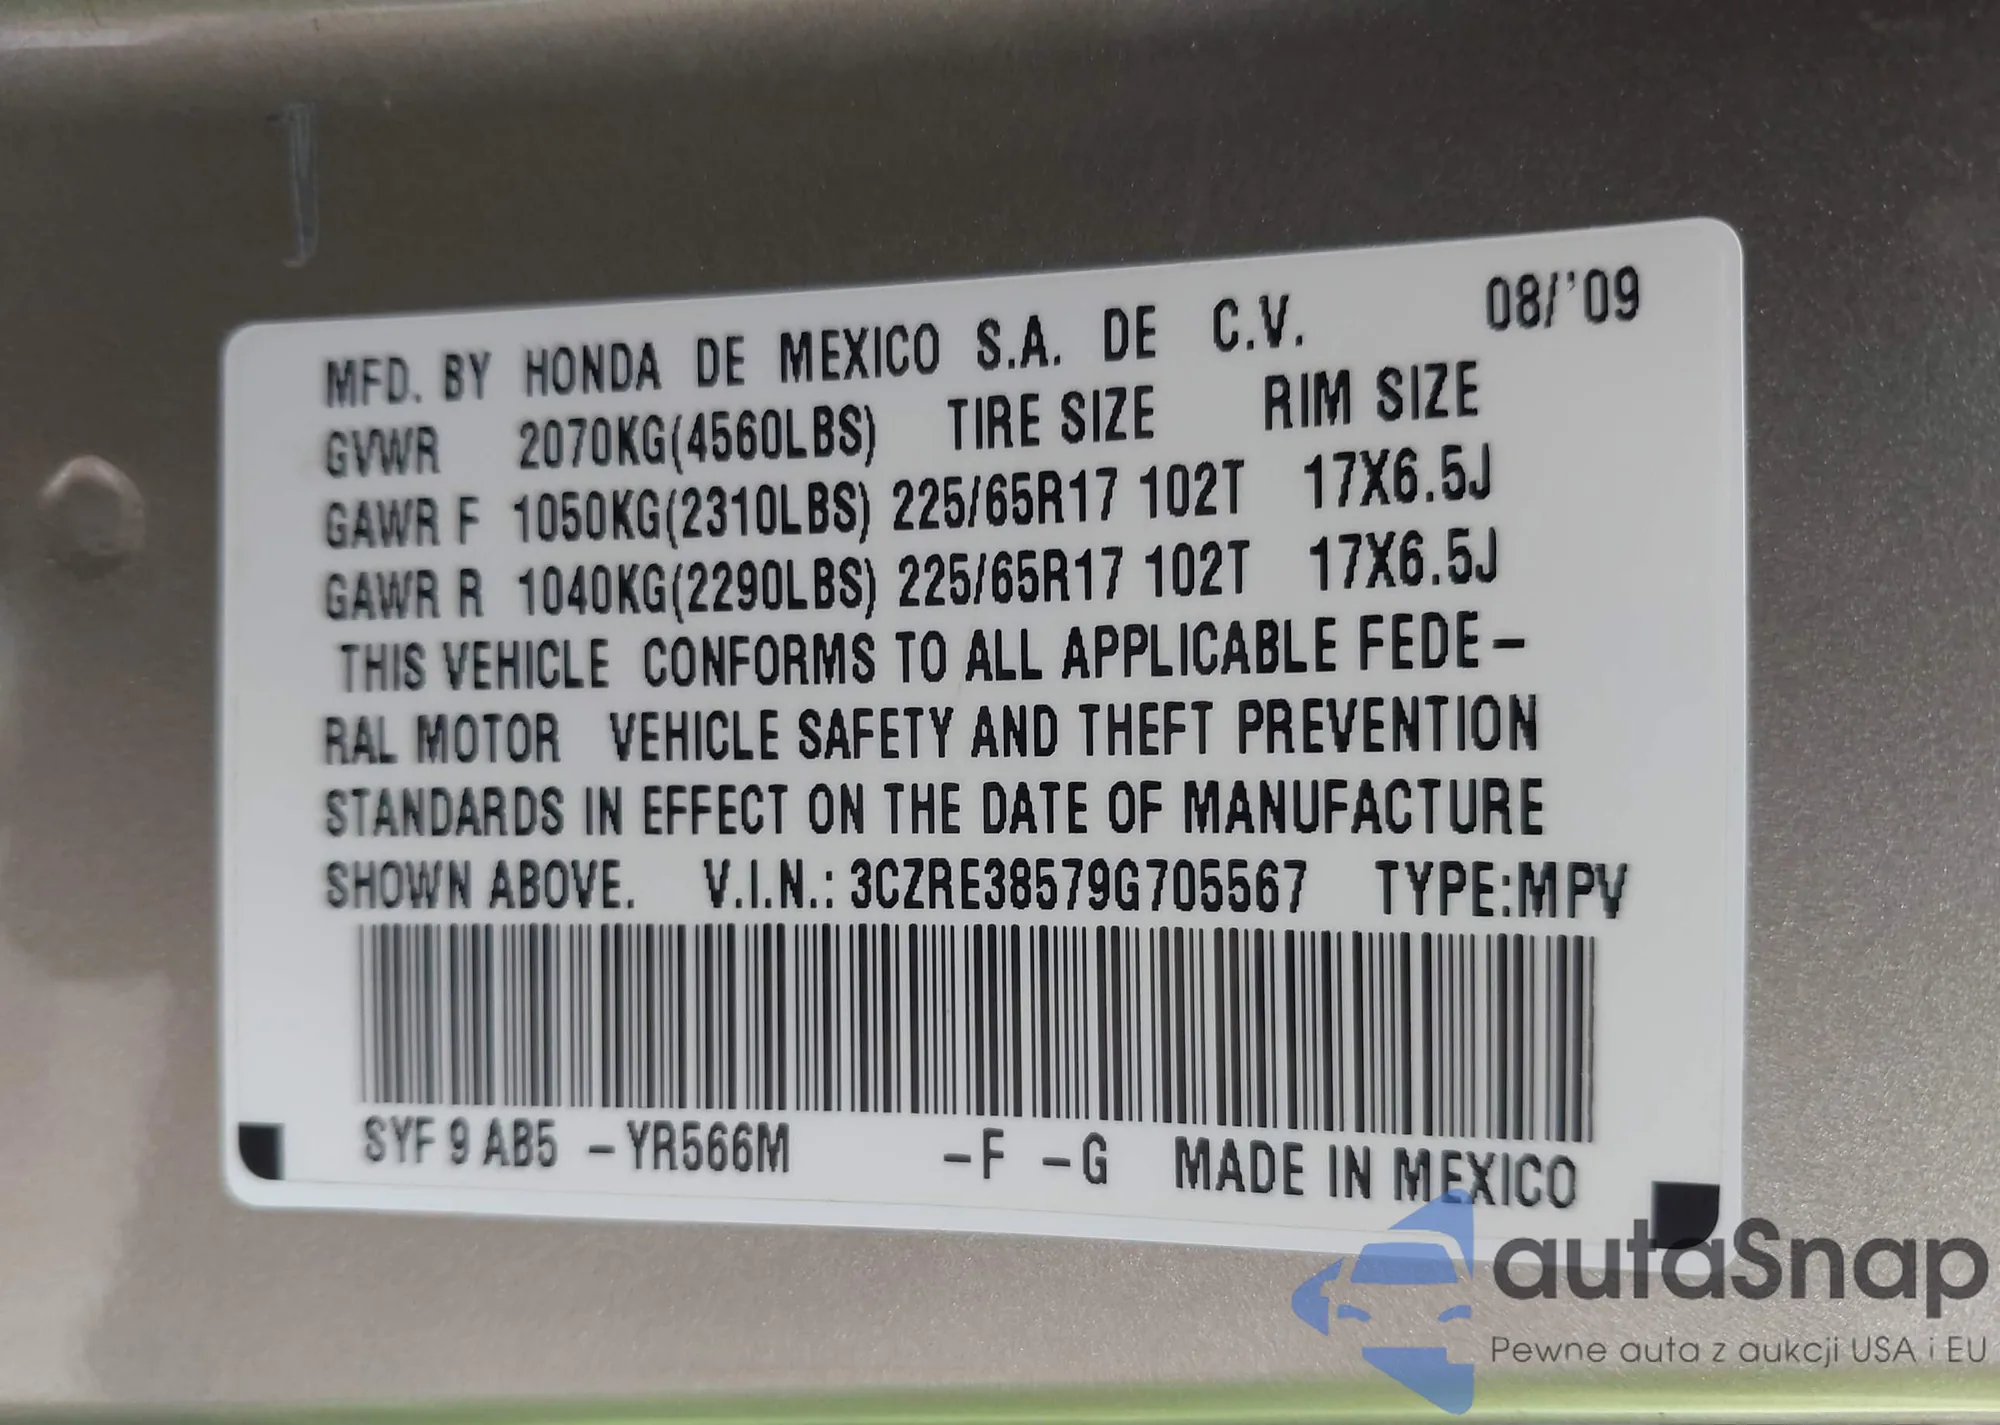 MFD. BY HONDA DE MEXICO S.A. DE C.V. 08/'09
GVWR 2070KG(4560LBS) TIRE SIZE RIM SIZE
GAWR F 1050KG(2310LBS) 225/65R17 102T 17X6.5J
GAWR R 1040KG(2290LBS) 225/65R17 102T 17X6.5J
THIS VEHICLE CONFORMS TO ALL APPLICABLE FEDE-
RAL MOTOR VEHICLE SAFETY AND THEFT PREVENTION
STANDARDS IN EFFECT ON THE DATE OF MANUFACTURE
SHOWN ABOVE. V.I.N.: 3CZRE38579G705567 TYPE:MPV
SYF 9 AB5 -YR566M -F -G MADE IN MEXICO
autaSnap
Pewne auta z aukcji USA i EU